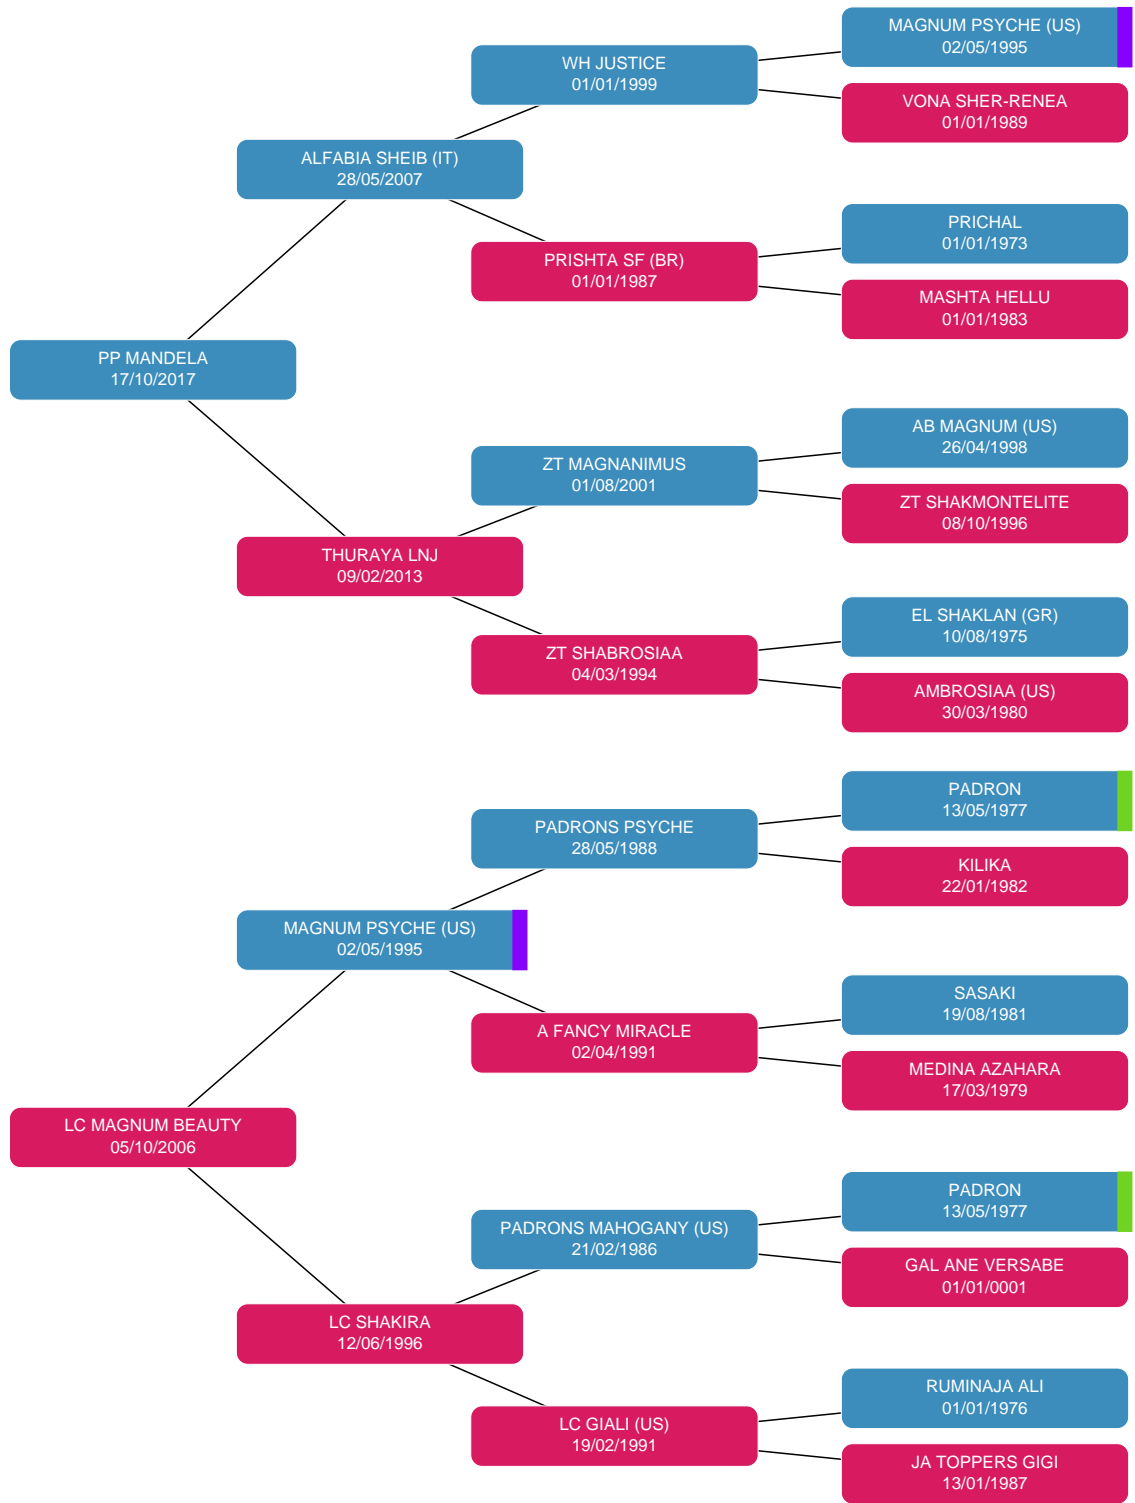 MAGNUM PSYCHE (US)
02/05/1995
WH JUSTICE
01/01/1999
VONA SHER-RENEA
01/01/1989
ALFABIA SHEIB (IT)
28/05/2007
PRICHAL
01/01/1973
PRISHTA SF (BR)
01/01/1987
MASHTA HELLU
01/01/1983
PP MANDELA
17/10/2017
AB MAGNUM (US)
26/04/1998
ZT MAGNANIMUS
01/08/2001
ZT SHAKMONTELITE
08/10/1996
THURAYA LNJ
09/02/2013
EL SHAKLAN (GR)
10/08/1975
ZT SHABROSIAA
04/03/1994
AMBROSIAA (US)
30/03/1980
PADRON
13/05/1977
PADRONS PSYCHE
28/05/1988
KILIKA
22/01/1982
MAGNUM PSYCHE (US)
02/05/1995
SASAKI
19/08/1981
A FANCY MIRACLE
02/04/1991
MEDINA AZAHARA
17/03/1979
LC MAGNUM BEAUTY
05/10/2006
PADRON
13/05/1977
PADRONS MAHOGANY (US)
21/02/1986
GAL ANE VERSABE
01/01/0001
LC SHAKIRA
12/06/1996
RUMINAJA ALI
01/01/1976
LC GIALI (US)
19/02/1991
JA TOPPERS GIGI
13/01/1987